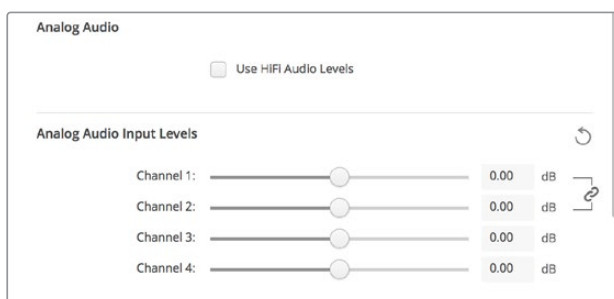 Analog Audio
Use HiFi Audio Levels
Analog Audio Input Levels
Channel 1: 0.00 dB
Channel 2: 0.00 dB
Channel 3: 0.00 dB
Channel 4: 0.00 dB